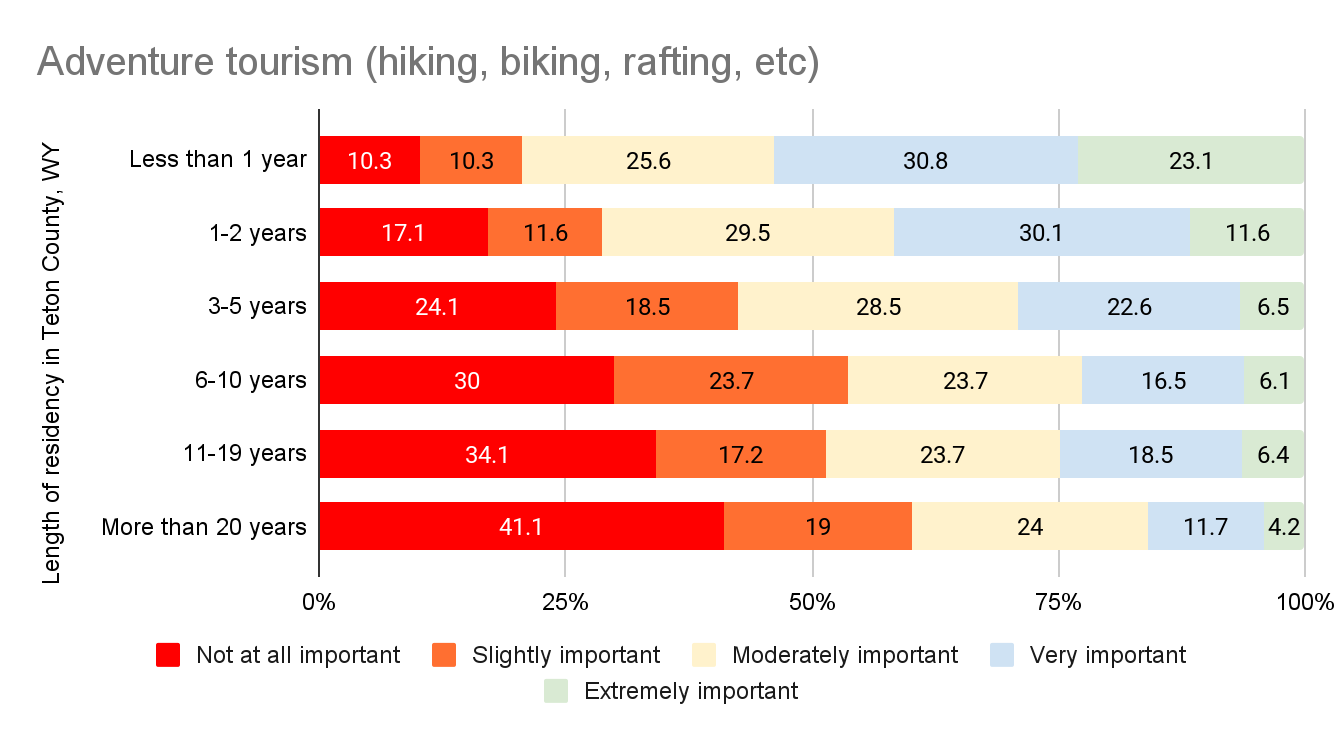 Adventure tourism (hiking, biking, rafting, etc)
Length of residency in Teton County, WY
Less than 1 year 10.3 10.3 25.6 30.8 23.1
1-2 years 17.1 11.6 29.5 30.1 11.6
3-5 years 24.1 18.5 28.5 22.6 6.5
6-10 years 30 23.7 23.7 16.5 6.1
11-19 years 34.1 17.2 23.7 18.5 6.4
More than 20 years 41.1 19 24 11.7 4.2
0% 25% 50% 75% 100%
Not at all important Slightly important Moderately important Very important
Extremely important